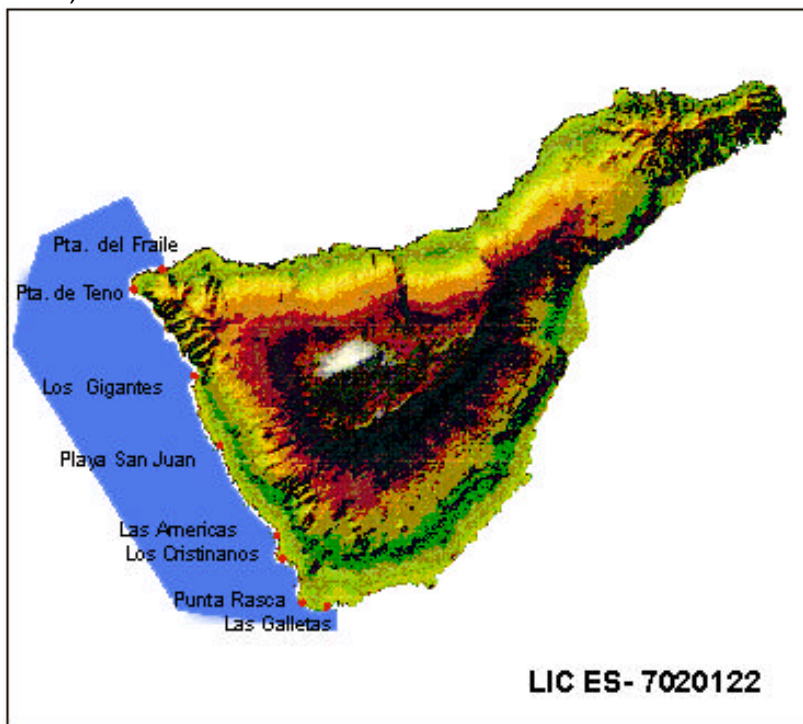 Pta. del Fraile
Pta. de Teno
Los Gigantes
Playa San Juan
Las Americas
Los Cristinanos
Punta Rasca
Las Galletas
LIC ES- 7020122